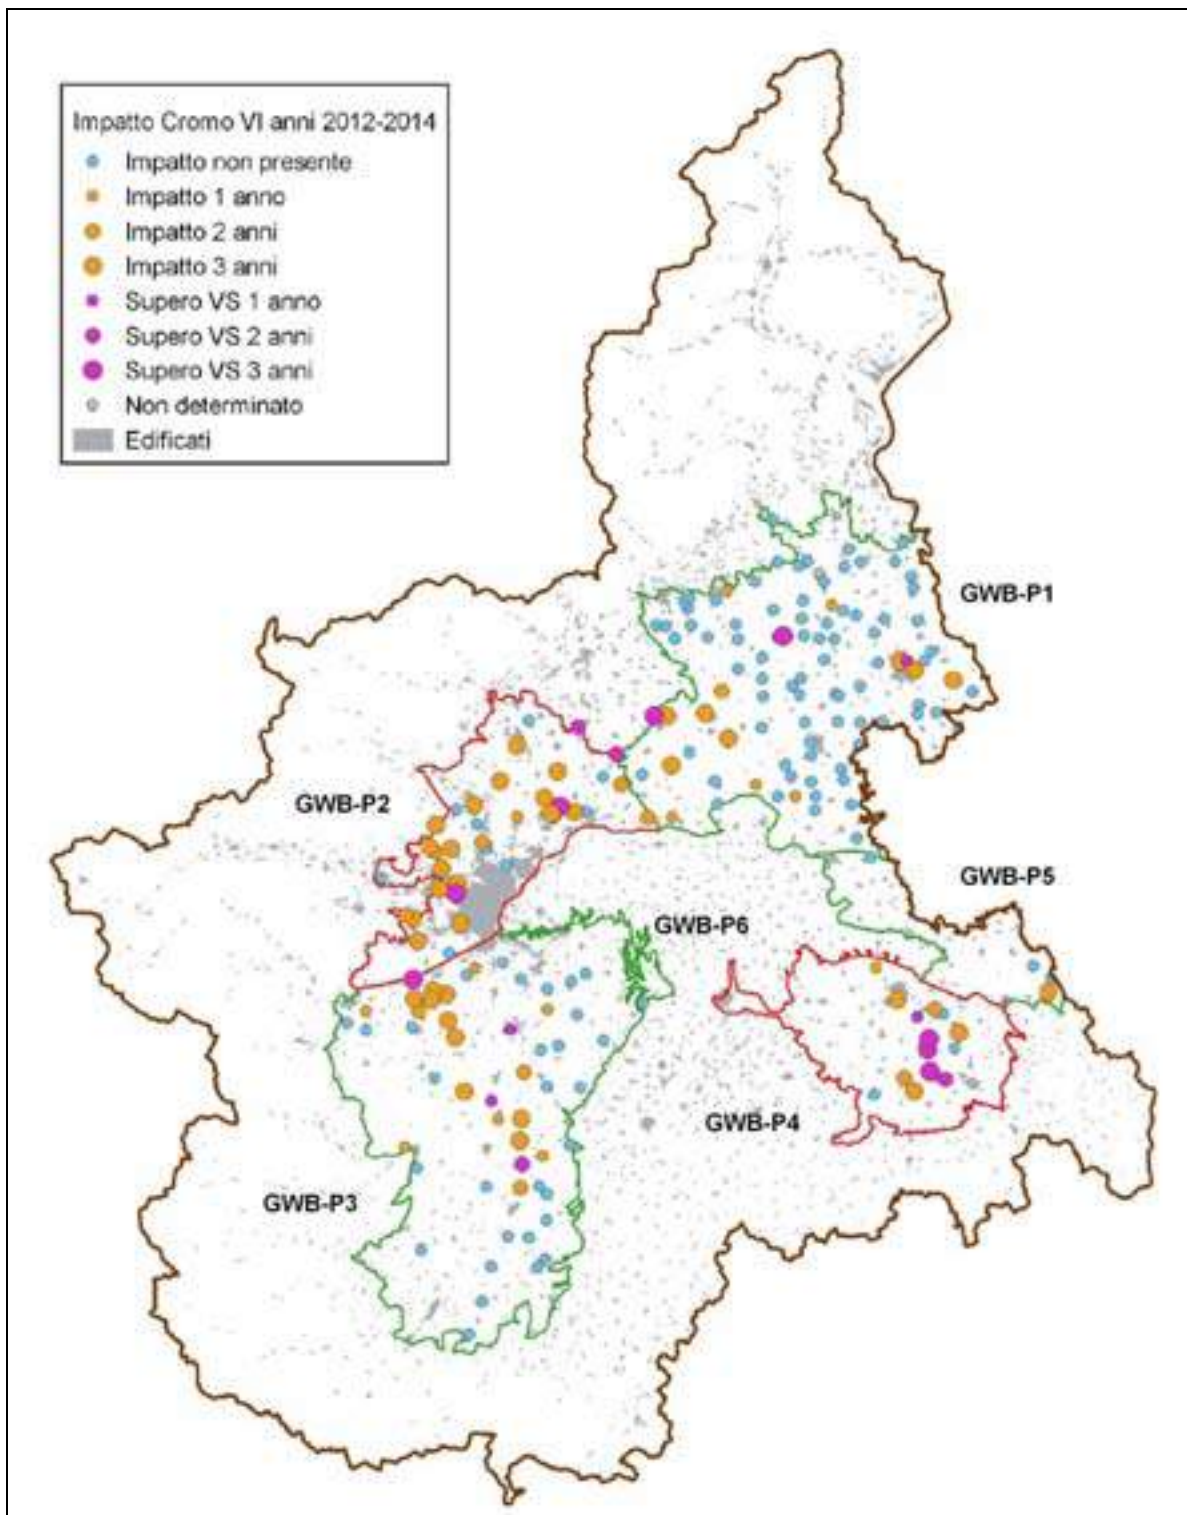 Impatto Cromo VI anni 2012-2014
Impatto non presente
Impatto 1 anno
Impatto 2 anni
Impatto 3 anni
Supero VS 1 anno
Supero VS 2 anni
Supero VS 3 anni
Non determinato
Edificati
GWB-P1
GWB-P2
GWB-P5
GWB-P6
GWB-P4
GWB-P3